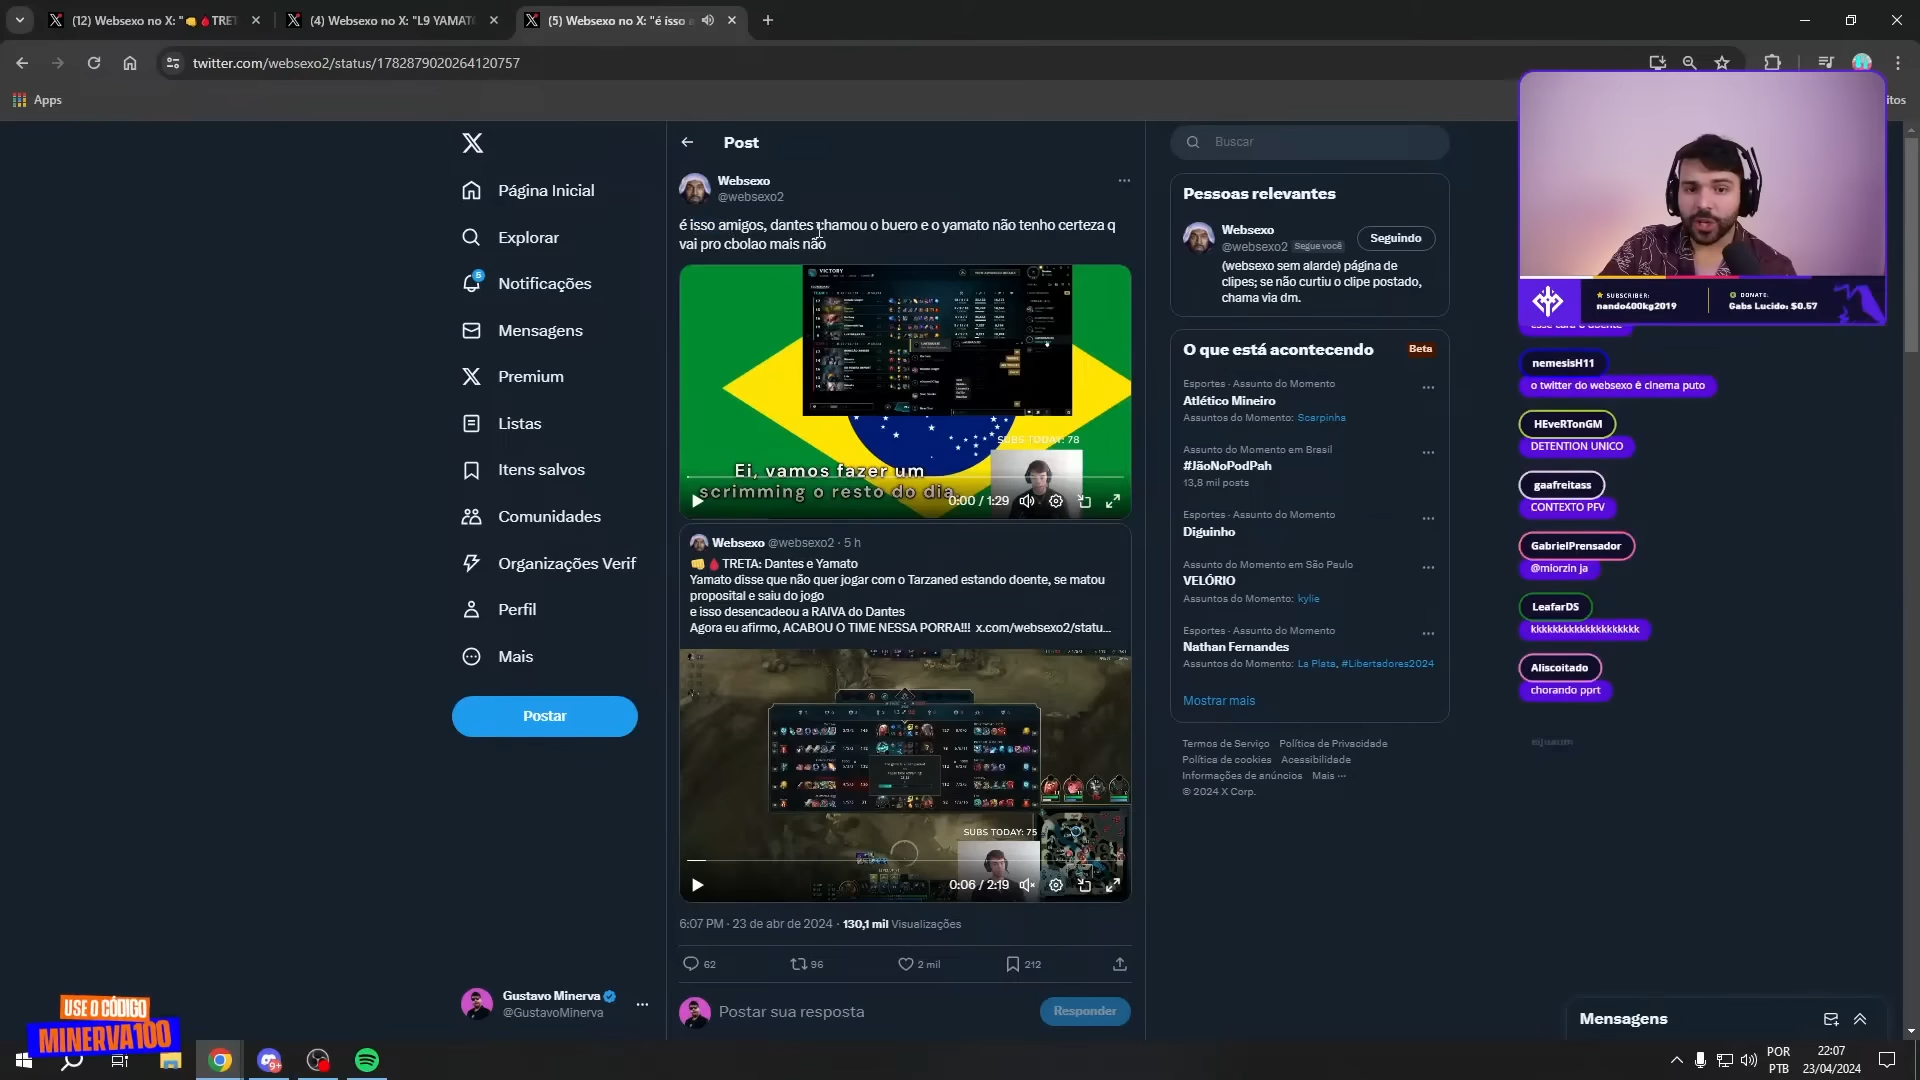 (12) Websexo no X: "👊🩸TRET
(4) Websexo no X: "L9 YAMAT
(5) Websexo no X: "é isso a
twitter.com/websexo2/status/1782879020264120757
Apps
itos
Página Inicial
Explorar
5
Notificações
Mensagens
Premium
Listas
Itens salvos
Comunidades
Organizações Verif
Perfil
Mais
Postar
Gustavo Minerva
@GustavoMinerva
Post
Websexo
@websexo2
é isso amigos, dantes chamou o buero e o yamato não tenho certeza q
vai pro cbolao mais não
VICTORY
SUBS TODAY: 78
Ei, vamos fazer um
scrimming o resto do dia
0:00 / 1:29
Websexo @websexo2 · 5 h
👊🩸TRETA: Dantes e Yamato
Yamato disse que não quer jogar com o Tarzaned estando doente, se matou
proposital e saiu do jogo
e isso desencadeou a RAIVA do Dantes
Agora eu afirmo, ACABOU O TIME NESSA PORRA!!! x.com/websexo2/statu...
SUBS TODAY: 75
0:06 / 2:19
6:07 PM · 23 de abr de 2024 · 130,1 mil Visualizações
62
96
2 mil
212
Postar sua resposta
Responder
Buscar
Pessoas relevantes
Websexo
@websexo2 Segue você
Seguindo
(websexo sem alarde) página de
clipes; se não curtiu o clipe postado,
chama via dm.
O que está acontecendo
Beta
Esportes · Assunto do Momento
Atlético Mineiro
Assuntos do Momento: Scarpinha
Assunto do Momento em Brasil
#JãoNoPodPah
13,8 mil posts
Esportes · Assunto do Momento
Diguinho
Assunto do Momento em São Paulo
VELÓRIO
Assuntos do Momento: kylie
Esportes · Assunto do Momento
Nathan Fernandes
Assuntos do Momento: La Plata, #Libertadores2024
Mostrar mais
Termos de Serviço Política de Privacidade
Política de cookies Acessibilidade
Informações de anúncios Mais ···
© 2024 X Corp.
SUBSCRIBER:
nando400kg2019
DONATE:
Gabs Lucido: $0.57
nemesisH11
o twitter do websexo é cinema puto
HEveRTonGM
DETENTION UNICO
gaafreitass
CONTEXTO PFV
GabrielPrensador
@miorzin ja
LeafarDS
kkkkkkkkkkkkkkkkkkkk
Aliscoitado
chorando pprt
Mensagens
USE O CÓDIGO
MINERVA100
9+
POR
PTB
22:07
23/04/2024